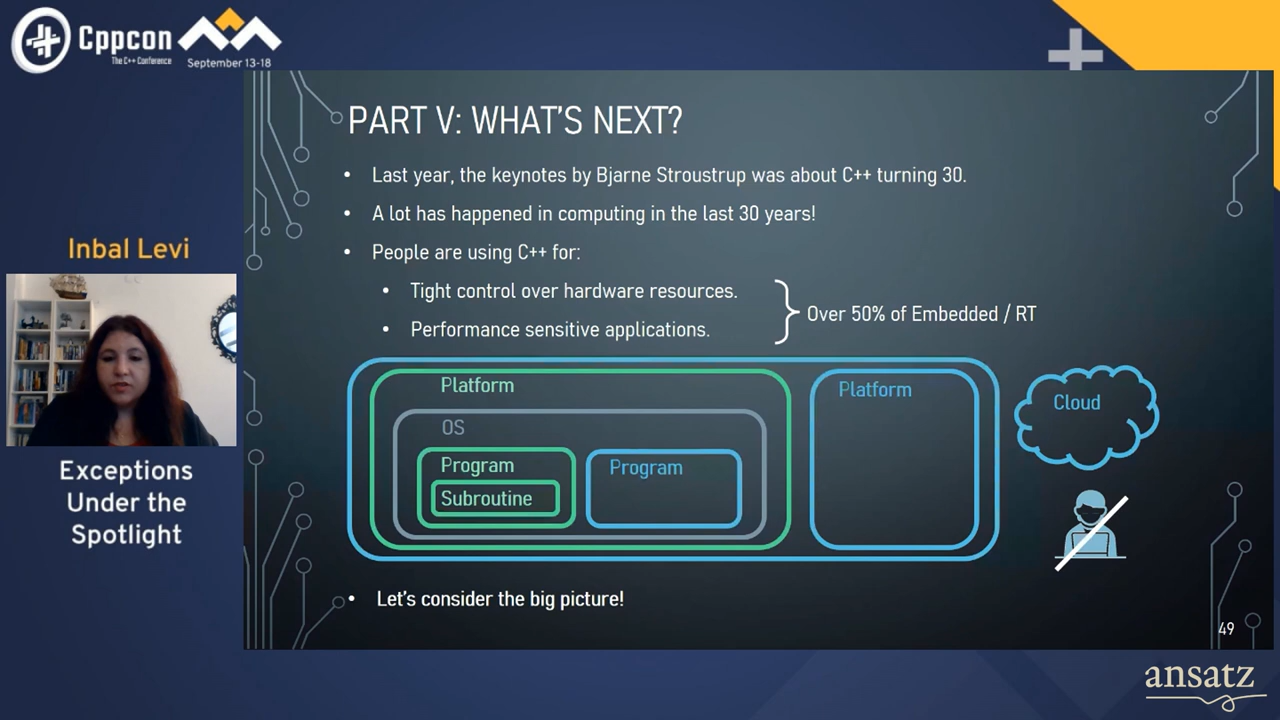 Cppcon
The C++ Conference
September 13-18
Inbal Levi
Exceptions
Under the
Spotlight
PART V: WHAT'S NEXT?
• Last year, the keynotes by Bjarne Stroustrup was about C++ turning 30.
• A lot has happened in computing in the last 30 years!
• People are using C++ for:
• Tight control over hardware resources.
• Performance sensitive applications.
Over 50% of Embedded / RT
Platform
OS
Program
Subroutine
Program
Platform
Cloud
• Let's consider the big picture!
49
ansatz